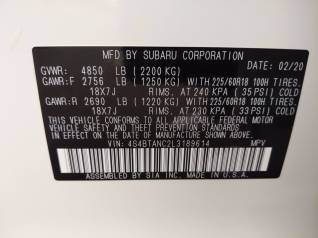 MFD BY SUBARU CORPORATION 02/20
GVWR: 4850 LB (2200 KG)
GAWR:F 2756 LB (1250 KG) WITH 225/60R18 100H TIRES,
18X7J RIMS, AT 240 KPA ( 35 PSI) COLD
GAWR:R 2690 LB (1220 KG) WITH 225/60R18 100H TIRES,
18X7J RIMS, AT 230 KPA ( 33 PSI) COLD
THIS VEHICLE CONFORMS TO ALL APPLICABLE FEDERAL MOTOR
VEHICLE SAFETY AND THEFT PREVENTION STANDARDS
IN EFFECT ON THE DATE OF MANUFACTURE SHOWN ABOVE.
VIN: 4S4BTANC2L3189614 MPV
ASSEMBLED BY SIA INC. MADE IN U.S.A.